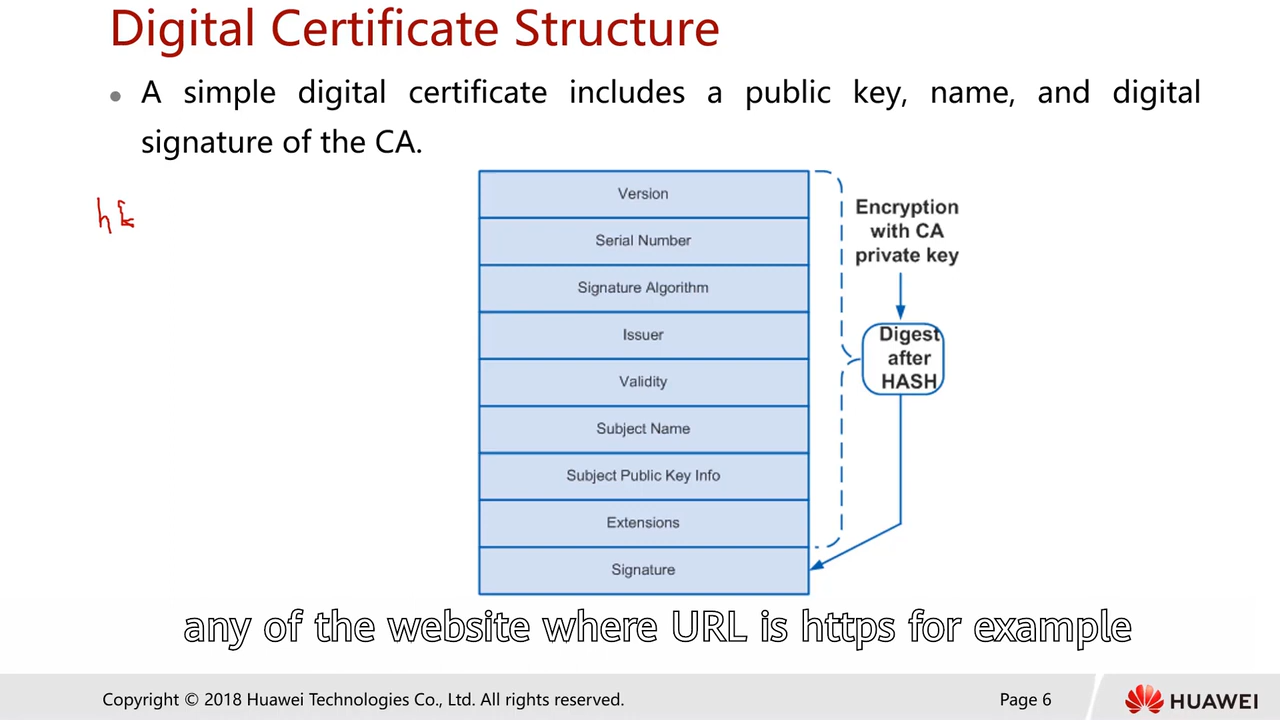 Digital Certificate Structure
A simple digital certificate includes a public key, name, and digital
signature of the CA.
Version
Serial Number
Signature Algorithm
Issuer
Validity
Subject Name
Subject Public Key Info
Extensions
Signature
Encryption
with CA
private key
Digest
after
HASH
any of the website where URL is https for example
Copyright © 2018 Huawei Technologies Co., Ltd. All rights reserved.
Page 6
HUAWEI